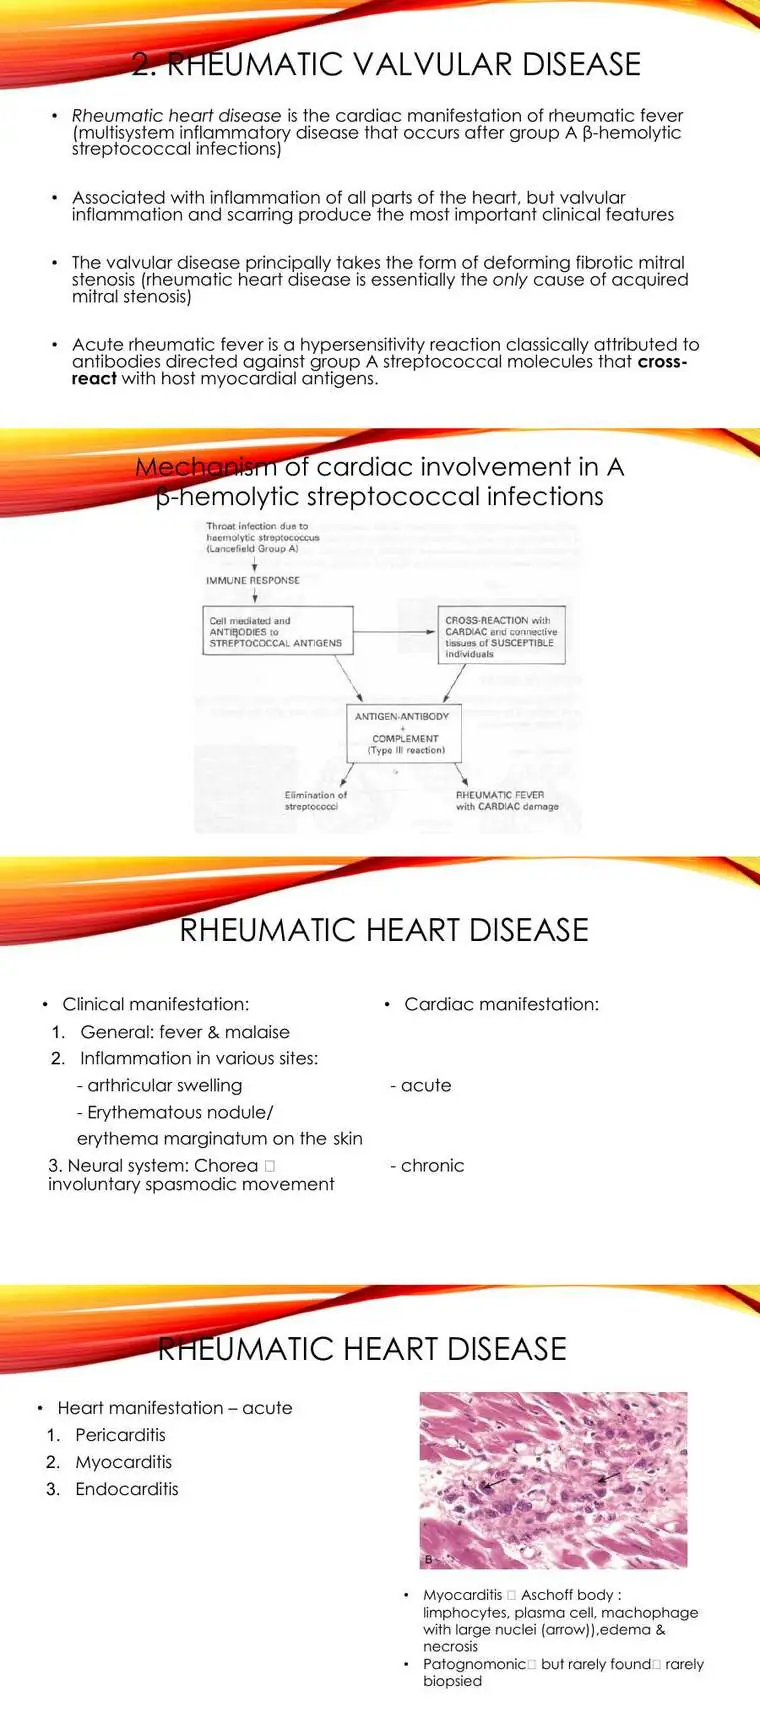 2. RHEUMATIC VALVULAR DISEASE
• Rheumatic heart disease is the cardiac manifestation of rheumatic fever
(multisystem inflammatory disease that occurs after group A β-hemolytic
streptococcal infections)
• Associated with inflammation of all parts of the heart, but valvular
inflammation and scarring produce the most important clinical features
• The valvular disease principally takes the form of deforming fibrotic mitral
stenosis (rheumatic heart disease is essentially the only cause of acquired
mitral stenosis)
• Acute rheumatic fever is a hypersensitivity reaction classically attributed to
antibodies directed against group A streptococcal molecules that cross-
react with host myocardial antigens.
Mechanism of cardiac involvement in A
β-hemolytic streptococcal infections
Throat infection due to
haemolytic streptococcus
(Lancefield Group A)
IMMUNE RESPONSE
Cell mediated and
ANTIBODIES to
STREPTOCOCCAL ANTIGENS
CROSS-REACTION with
CARDIAC and connective
tissues of SUSCEPTIBLE
individuals
ANTIGEN-ANTIBODY
+
COMPLEMENT
(Type III reaction)
Elimination of
streptococci
RHEUMATIC FEVER
with CARDIAC damage
RHEUMATIC HEART DISEASE
• Clinical manifestation:
1. General: fever & malaise
2. Inflammation in various sites:
- arthricular swelling
- Erythematous nodule/
erythema marginatum on the skin
3. Neural system: Chorea
involuntary spasmodic movement
• Cardiac manifestation:
- acute
- chronic
RHEUMATIC HEART DISEASE
• Heart manifestation – acute
1. Pericarditis
2. Myocarditis
3. Endocarditis
B
• Myocarditis Aschoff body :
limphocytes, plasma cell, machophage
with large nuclei (arrow)),edema &
necrosis
• Patognomonic but rarely found rarely
biopsied